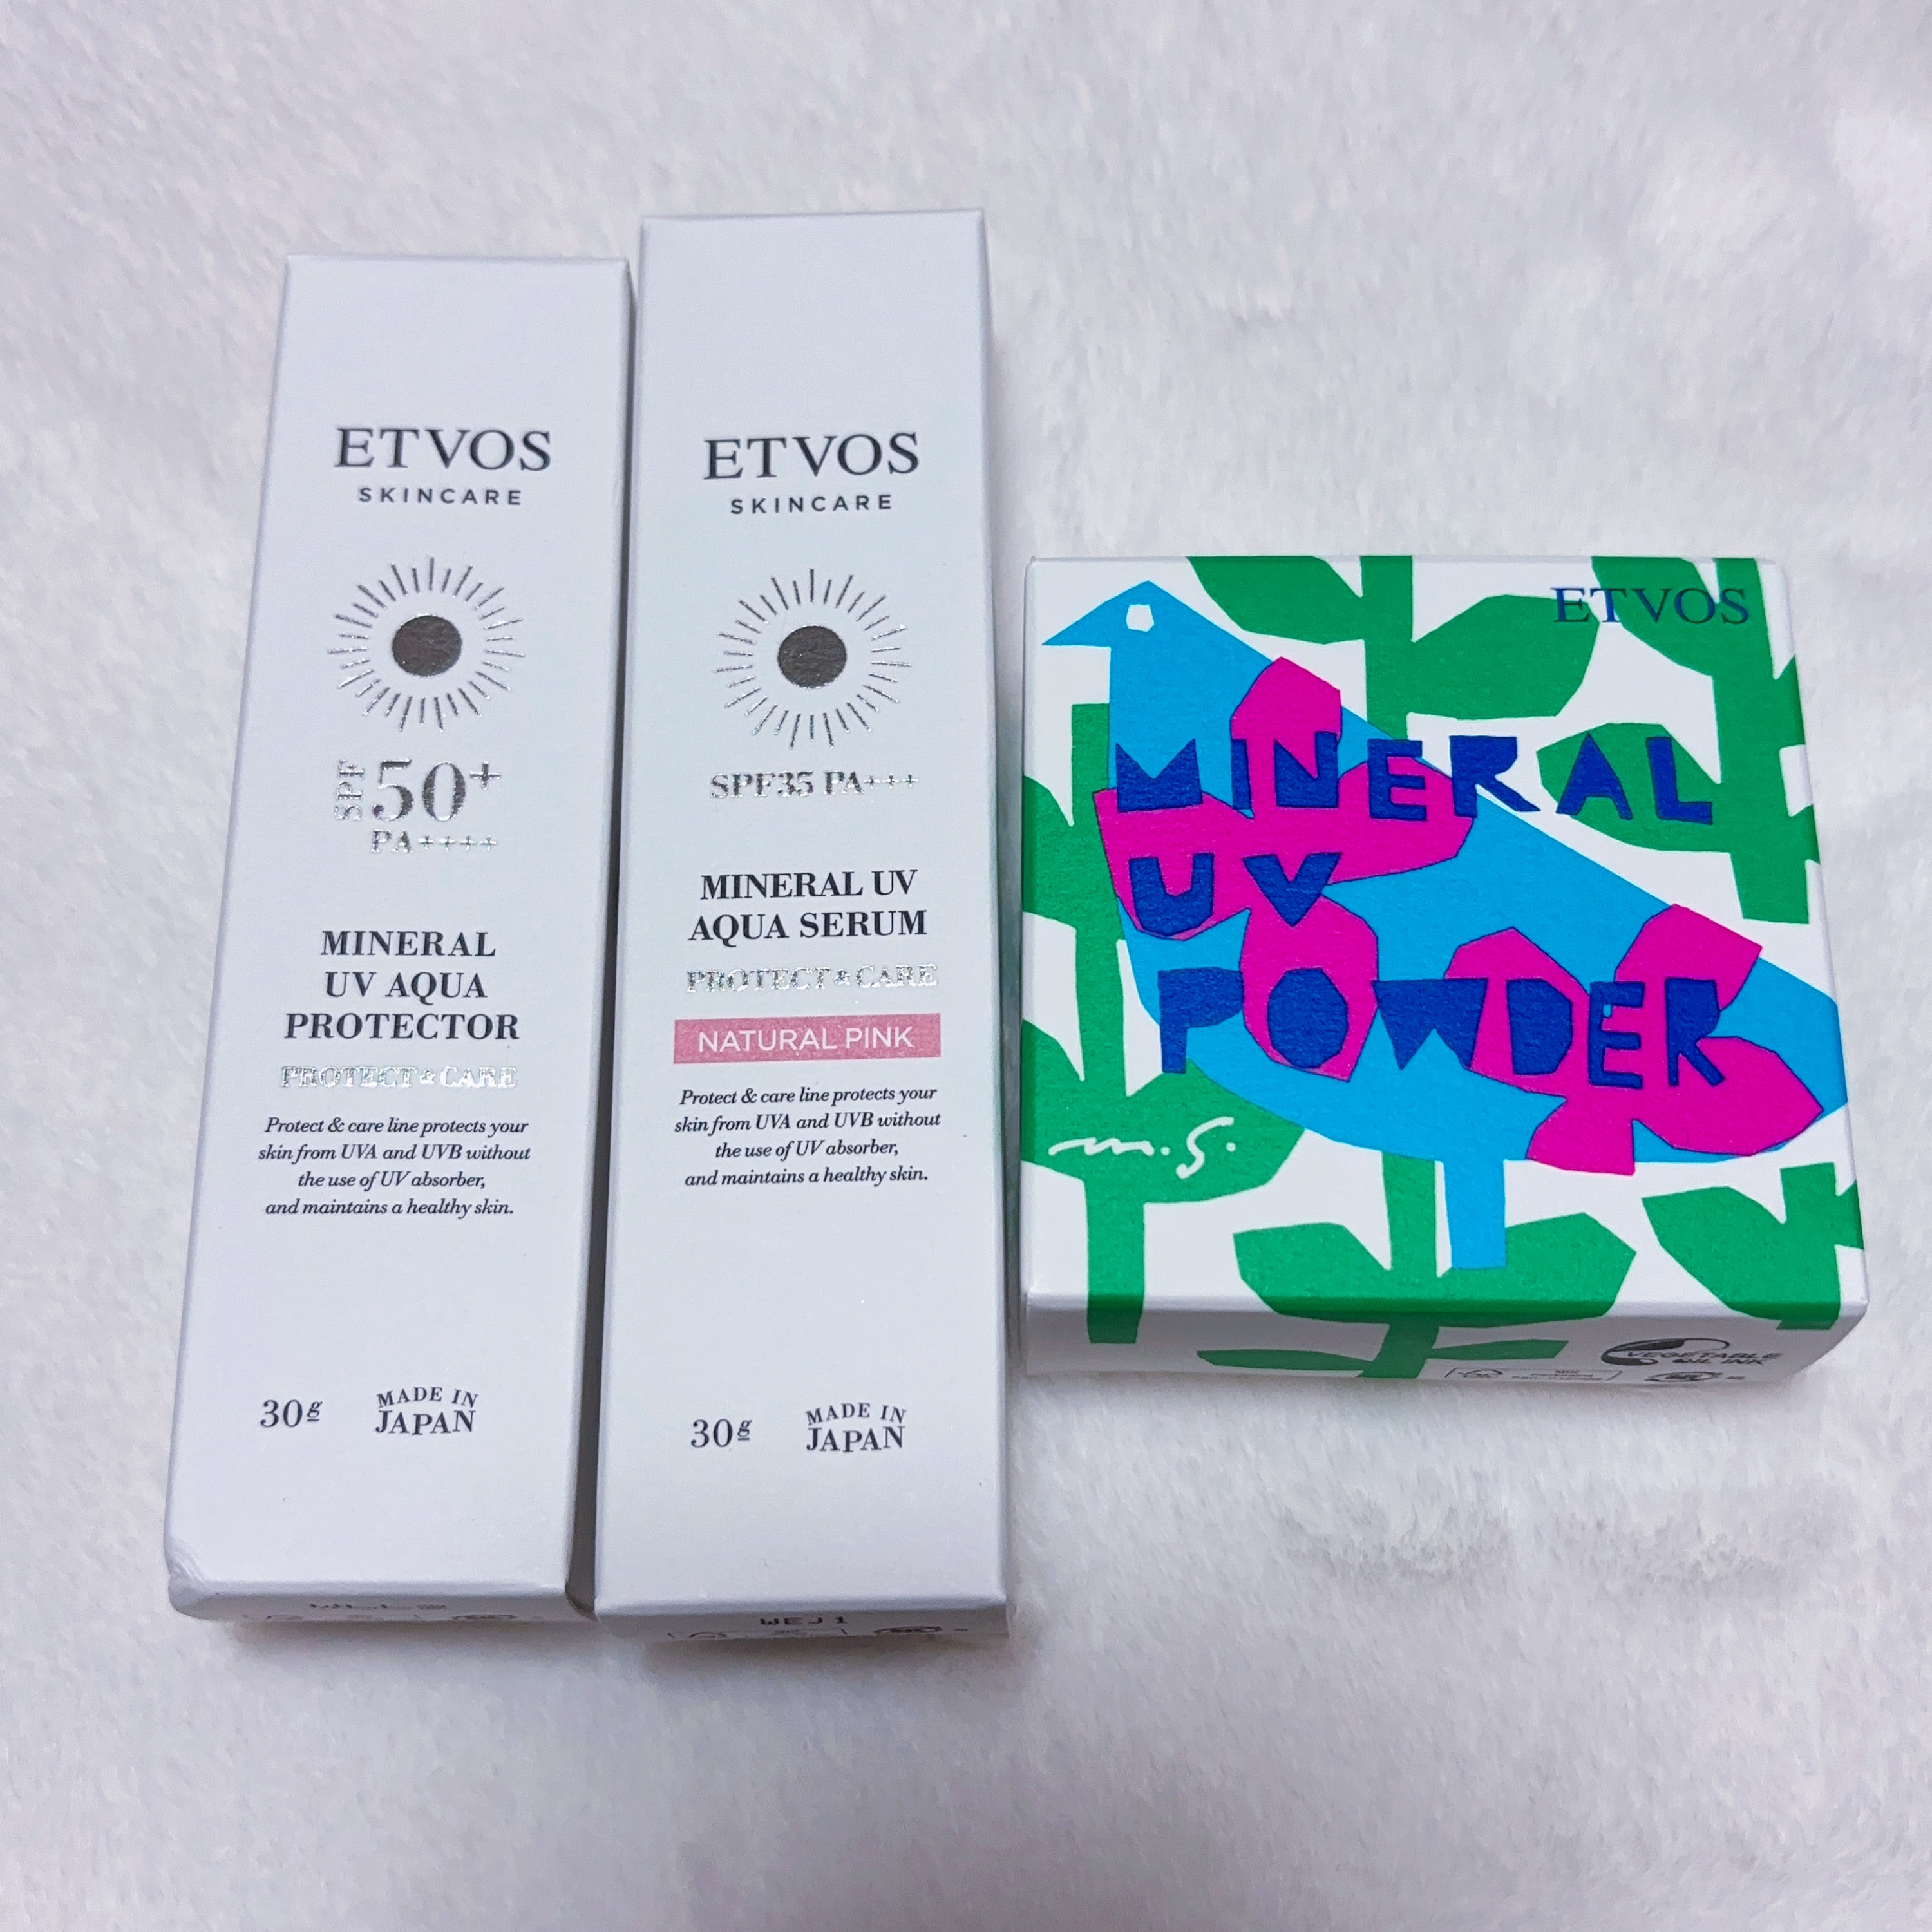 ETVOS
SKINCARE
SPF 50+
PA++++
MINERAL
UV AQUA
PROTECTOR
PROTECT & CARE
Protect & care line protects your
skin from UVA and UVB without
the use of UV absorber,
and maintains a healthy skin.
30g
MADE IN
JAPAN
ETVOS
SKINCARE
SPF35 PA+++
MINERAL UV
AQUA SERUM
PROTECT & CARE
NATURAL PINK
Protect & care line protects your
skin from UVA and UVB without
the use of UV absorber,
and maintains a healthy skin.
30g
MADE IN
JAPAN
WEJ1
ETVOS
MINERAL
UV
POWDER
m.s.
VEGETABLE
OIL INK